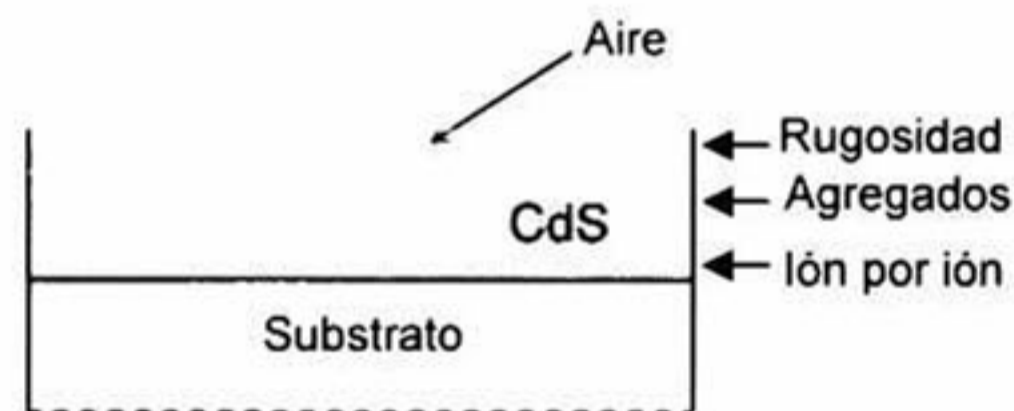 Aire
Rugosidad
Agregados
CdS
Ión por ión
Substrato